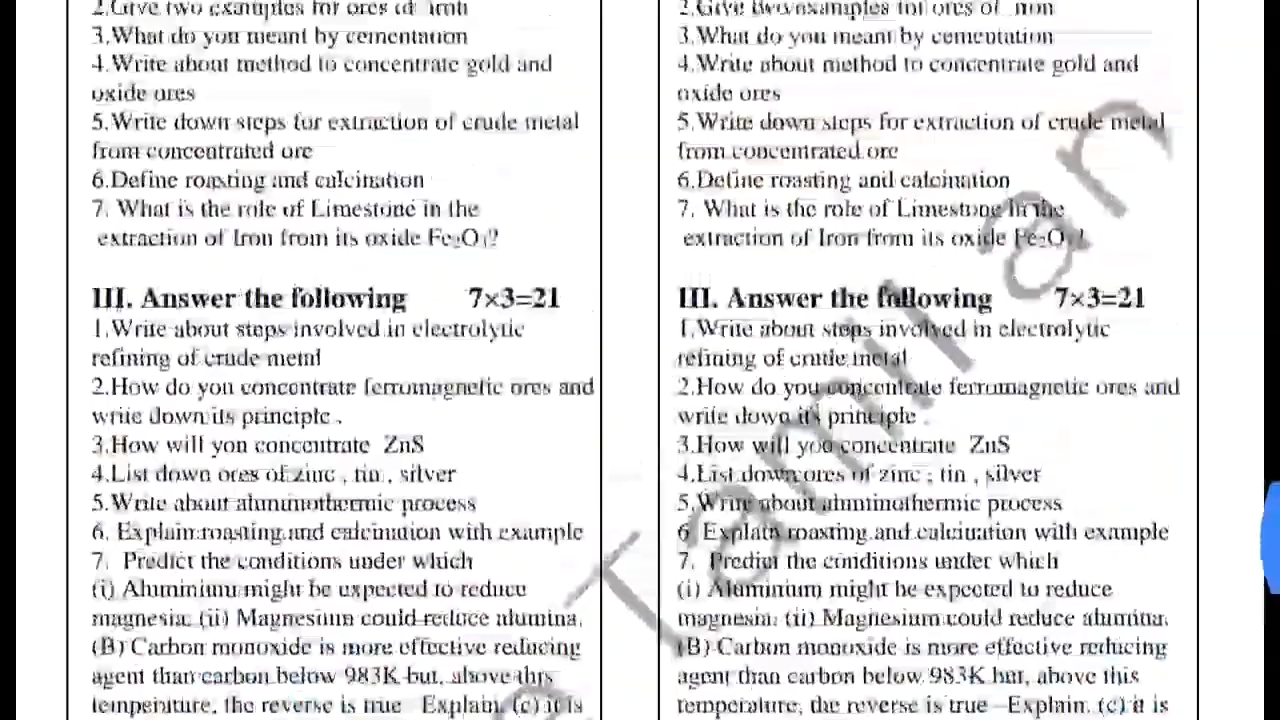 2.Give two examples for ores of iron
3.What do you meant by cementation
4.Write about method to concentrate gold and
oxide ores
5.Write down steps for extraction of crude metal
from concentrated ore
6.Define roasting and calcination
7. What is the role of Limestone in the
extraction of Iron from its oxide Fe₂O₃?
III. Answer the following 7×3=21
1.Write about steps involved in electrolytic
refining of crude metal
2.How do you concentrate ferromagnetic ores and
write down its principle .
3.How will you concentrate ZnS
4.List down ores of zinc , tin , silver
5.Write about aluminothermic process
6. Explain roasting and calcination with example
7. Predict the conditions under which
(i) Aluminium might be expected to reduce
magnesia. (ii) Magnesium could reduce alumina.
(B) Carbon monoxide is more effective reducing
agent than carbon below 983K but, above this
temperature, the reverse is true Explain. (c) it is
2.Give two examples for ores of iron
3.What do you meant by cementation
4.Write about method to concentrate gold and
oxide ores
5.Write down steps for extraction of crude metal
from concentrated ore
6.Define roasting and calcination
7. What is the role of Limestone in the
extraction of Iron from its oxide Fe₂O₃?
III. Answer the following 7×3=21
1.Write about steps involved in electrolytic
refining of crude metal
2.How do you concentrate ferromagnetic ores and
write down its principle .
3.How will you concentrate ZnS
4.List down ores of zinc , tin , silver
5.Write about aluminothermic process
6. Explain roasting and calcination with example
7. Predict the conditions under which
(i) Aluminium might be expected to reduce
magnesia. (ii) Magnesium could reduce alumina.
(B) Carbon monoxide is more effective reducing
agent than carbon below 983K but, above this
temperature, the reverse is true Explain. (c) it is